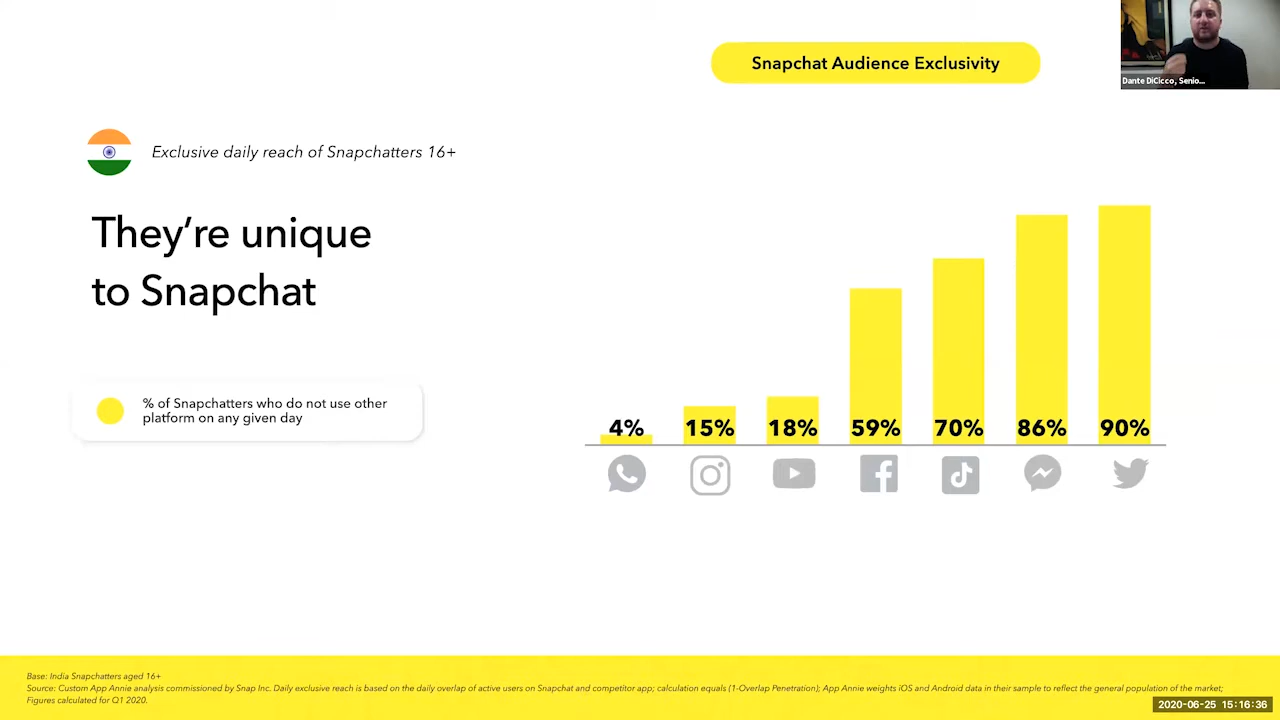 Snapchat Audience Exclusivity
Dante DiCicco, Senio...
Exclusive daily reach of Snapchatters 16+
They’re unique
to Snapchat
% of Snapchatters who do not use other
platform on any given day
4% 15% 18% 59% 70% 86% 90%
Base: India Snapchatters aged 16+
Source: Custom App Annie analysis commissioned by Snap Inc. Daily exclusive reach is based on the daily overlap of active users on Snapchat and competitor app; calculation equals (1-Overlap Penetration); App Annie weights iOS and Android data in their sample to reflect the general population of the market;
Figures calculated for Q1 2020.
2020-06-25 15:16:36